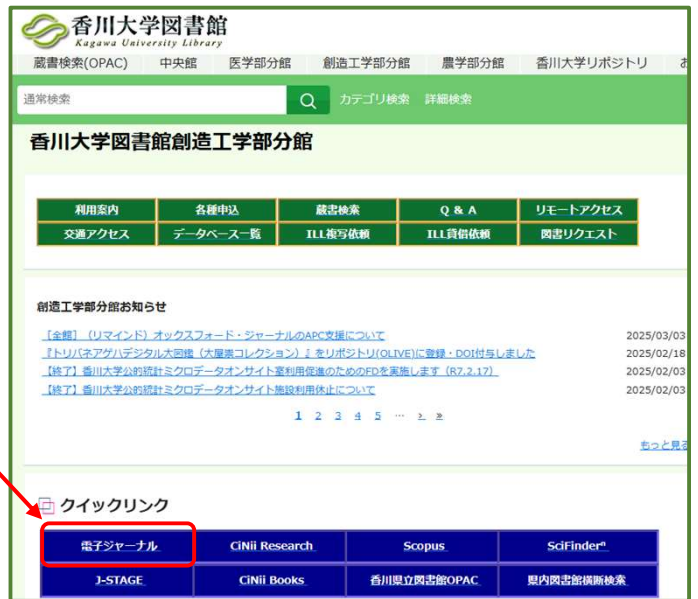 香川大学図書館
Kagawa University Library
蔵書検索(OPAC) 中央館 医学部分館 創造工学部分館 農学部分館 香川大学リポジトリ
通常検索 カテゴリ検索 詳細検索
香川大学図書館創造工学部分館
利用案内 各種申込 蔵書検索 Q & A リモートアクセス
交通アクセス データベース一覧 ILL複写依頼 ILL貸借依頼 図書リクエスト
創造工学部分館お知らせ
［全館］（リマインド）オックスフォード・ジャーナルのAPC支援について 2025/03/03
『トリバネアゲハデジタル大図鑑（大屋崇コレクション）』をリポジトリ(OLIVE)に登録・DOI付与しました 2025/02/18
【終了】香川大学公的統計ミクロデータオンサイト室利用促進のためのFDを実施します（R7.2.17） 2025/02/03
【終了】香川大学公的統計ミクロデータオンサイト施設利用休止について 2025/02/03
1 2 3 4 5 … › »
もっと見る
クイックリンク
電子ジャーナル CiNii Research Scopus SciFinderⁿ
J-STAGE CiNii Books 香川県立図書館OPAC 県内図書館横断検索